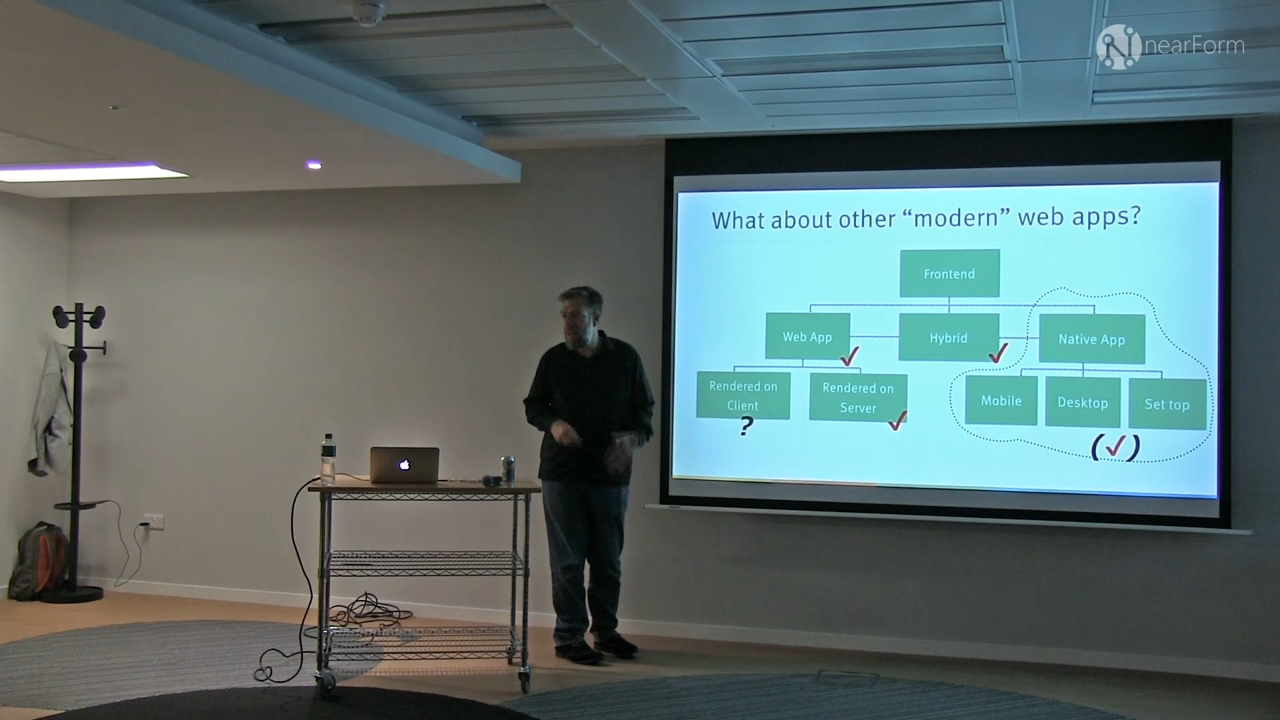 nearForm
What about other “modern” web apps?
Frontend
Web App
Hybrid
Native App
Rendered on
Client
?
Rendered on
Server
Mobile
Desktop
Set top
(✓)